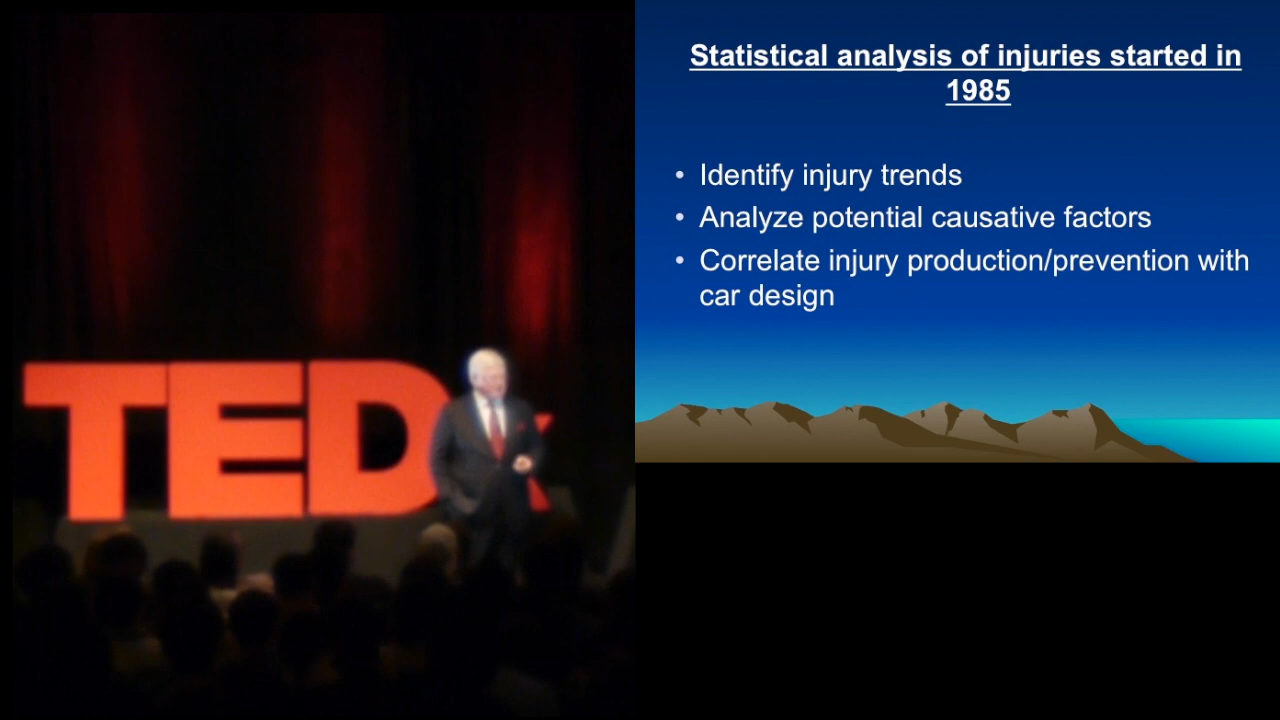 TEDx
Statistical analysis of injuries started in
1985
• Identify injury trends
• Analyze potential causative factors
• Correlate injury production/prevention with
car design